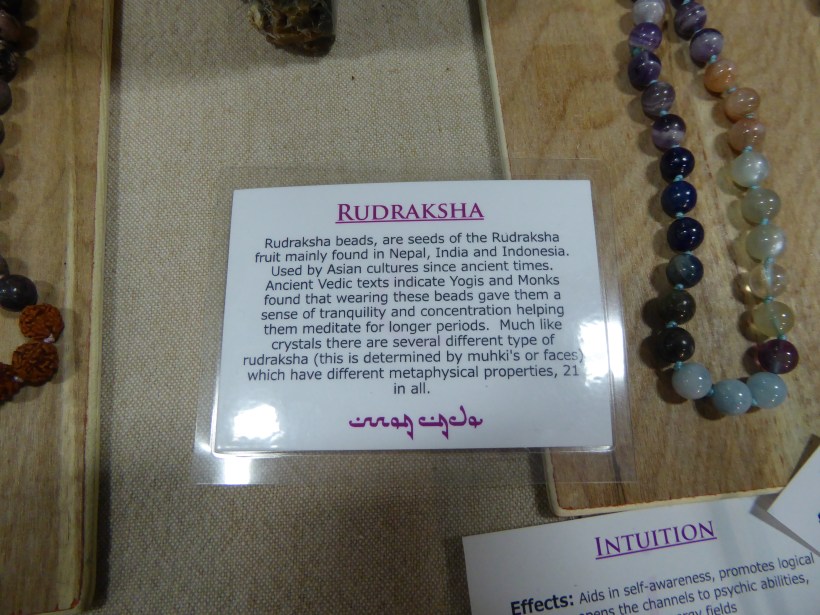 RUDRAKSHA
Rudraksha beads, are seeds of the Rudraksha
fruit mainly found in Nepal, India and Indonesia.
Used by Asian cultures since ancient times.
Ancient Vedic texts indicate Yogis and Monks
found that wearing these beads gave them a
sense of tranquility and concentration helping
them meditate for longer periods. Much like
crystals there are several different type of
rudraksha (this is determined by muhki's or faces)
which have different metaphysical properties, 21
in all.
INTUITION
Effects: Aids in self-awareness, promotes logical
opens the channels to psychic abilities,
fields